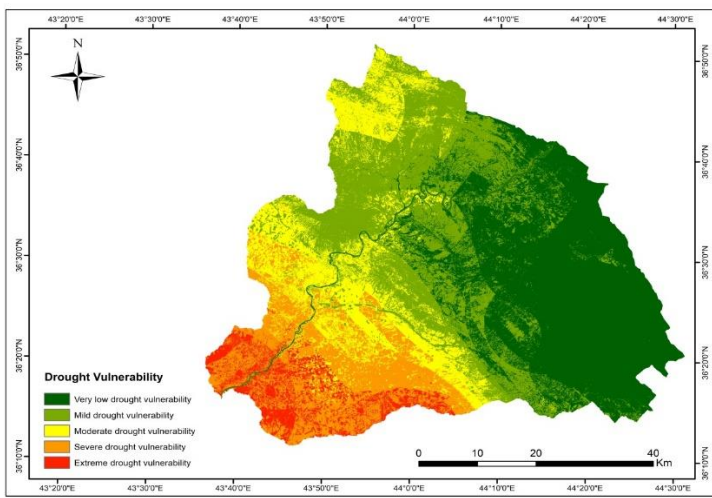 43°20'0"E 43°30'0"E 43°40'0"E 43°50'0"E 44°0'0"E 44°10'0"E 44°20'0"E 44°30'0"E
N
36°50'0"N 36°50'0"N
36°40'0"N 36°40'0"N
36°30'0"N 36°30'0"N
36°20'0"N 36°20'0"N
Drought Vulnerability
Very low drought vulnerability
Mild drought vulnerability
Moderate drought vulnerability
Severe drought vulnerability
Extreme drought vulnerability
0 10 20 40
Km
36°10'0"N 36°10'0"N
43°20'0"E 43°30'0"E 43°40'0"E 43°50'0"E 44°0'0"E 44°10'0"E 44°20'0"E 44°30'0"E